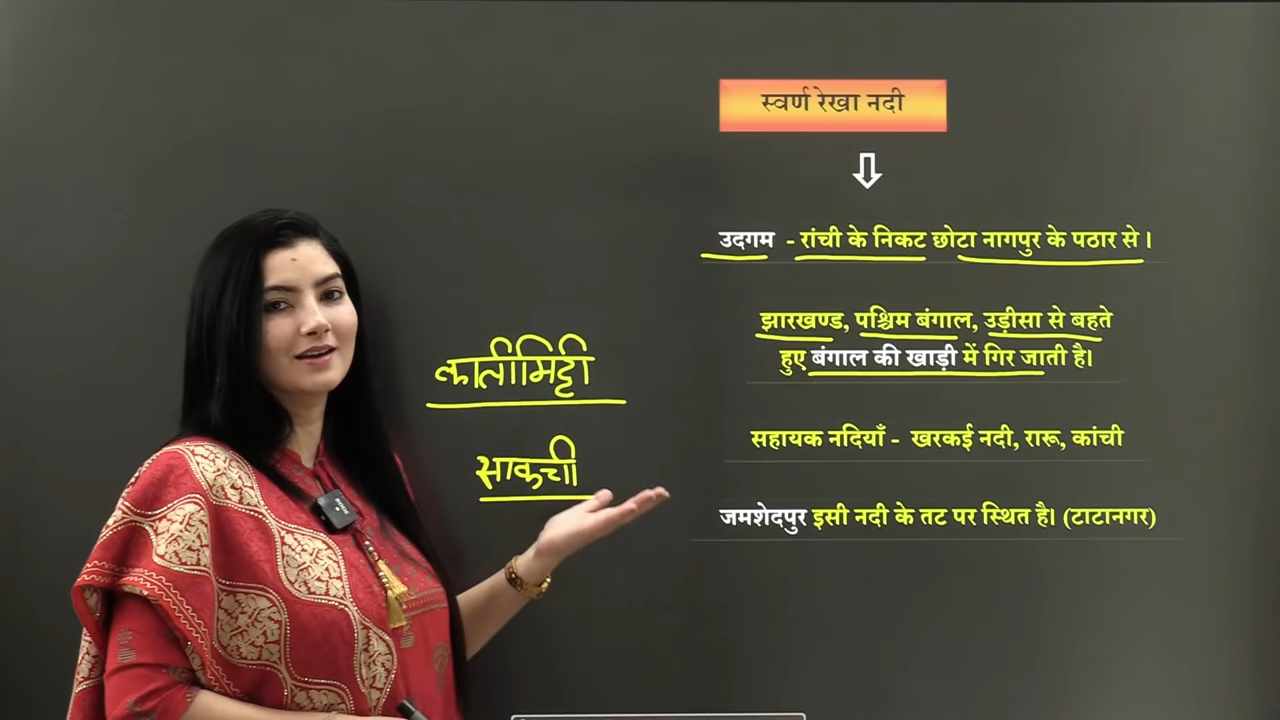 स्वर्ण रेखा नदी
उदगम - रांची के निकट छोटा नागपुर के पठार से ।
झारखण्ड, पश्चिम बंगाल, उड़ीसा से बहते
हुए बंगाल की खाड़ी में गिर जाती है।
सहायक नदियाँ - खरकई नदी, रारू, कांची
जमशेदपुर इसी नदी के तट पर स्थित है। (टाटानगर)
साकची